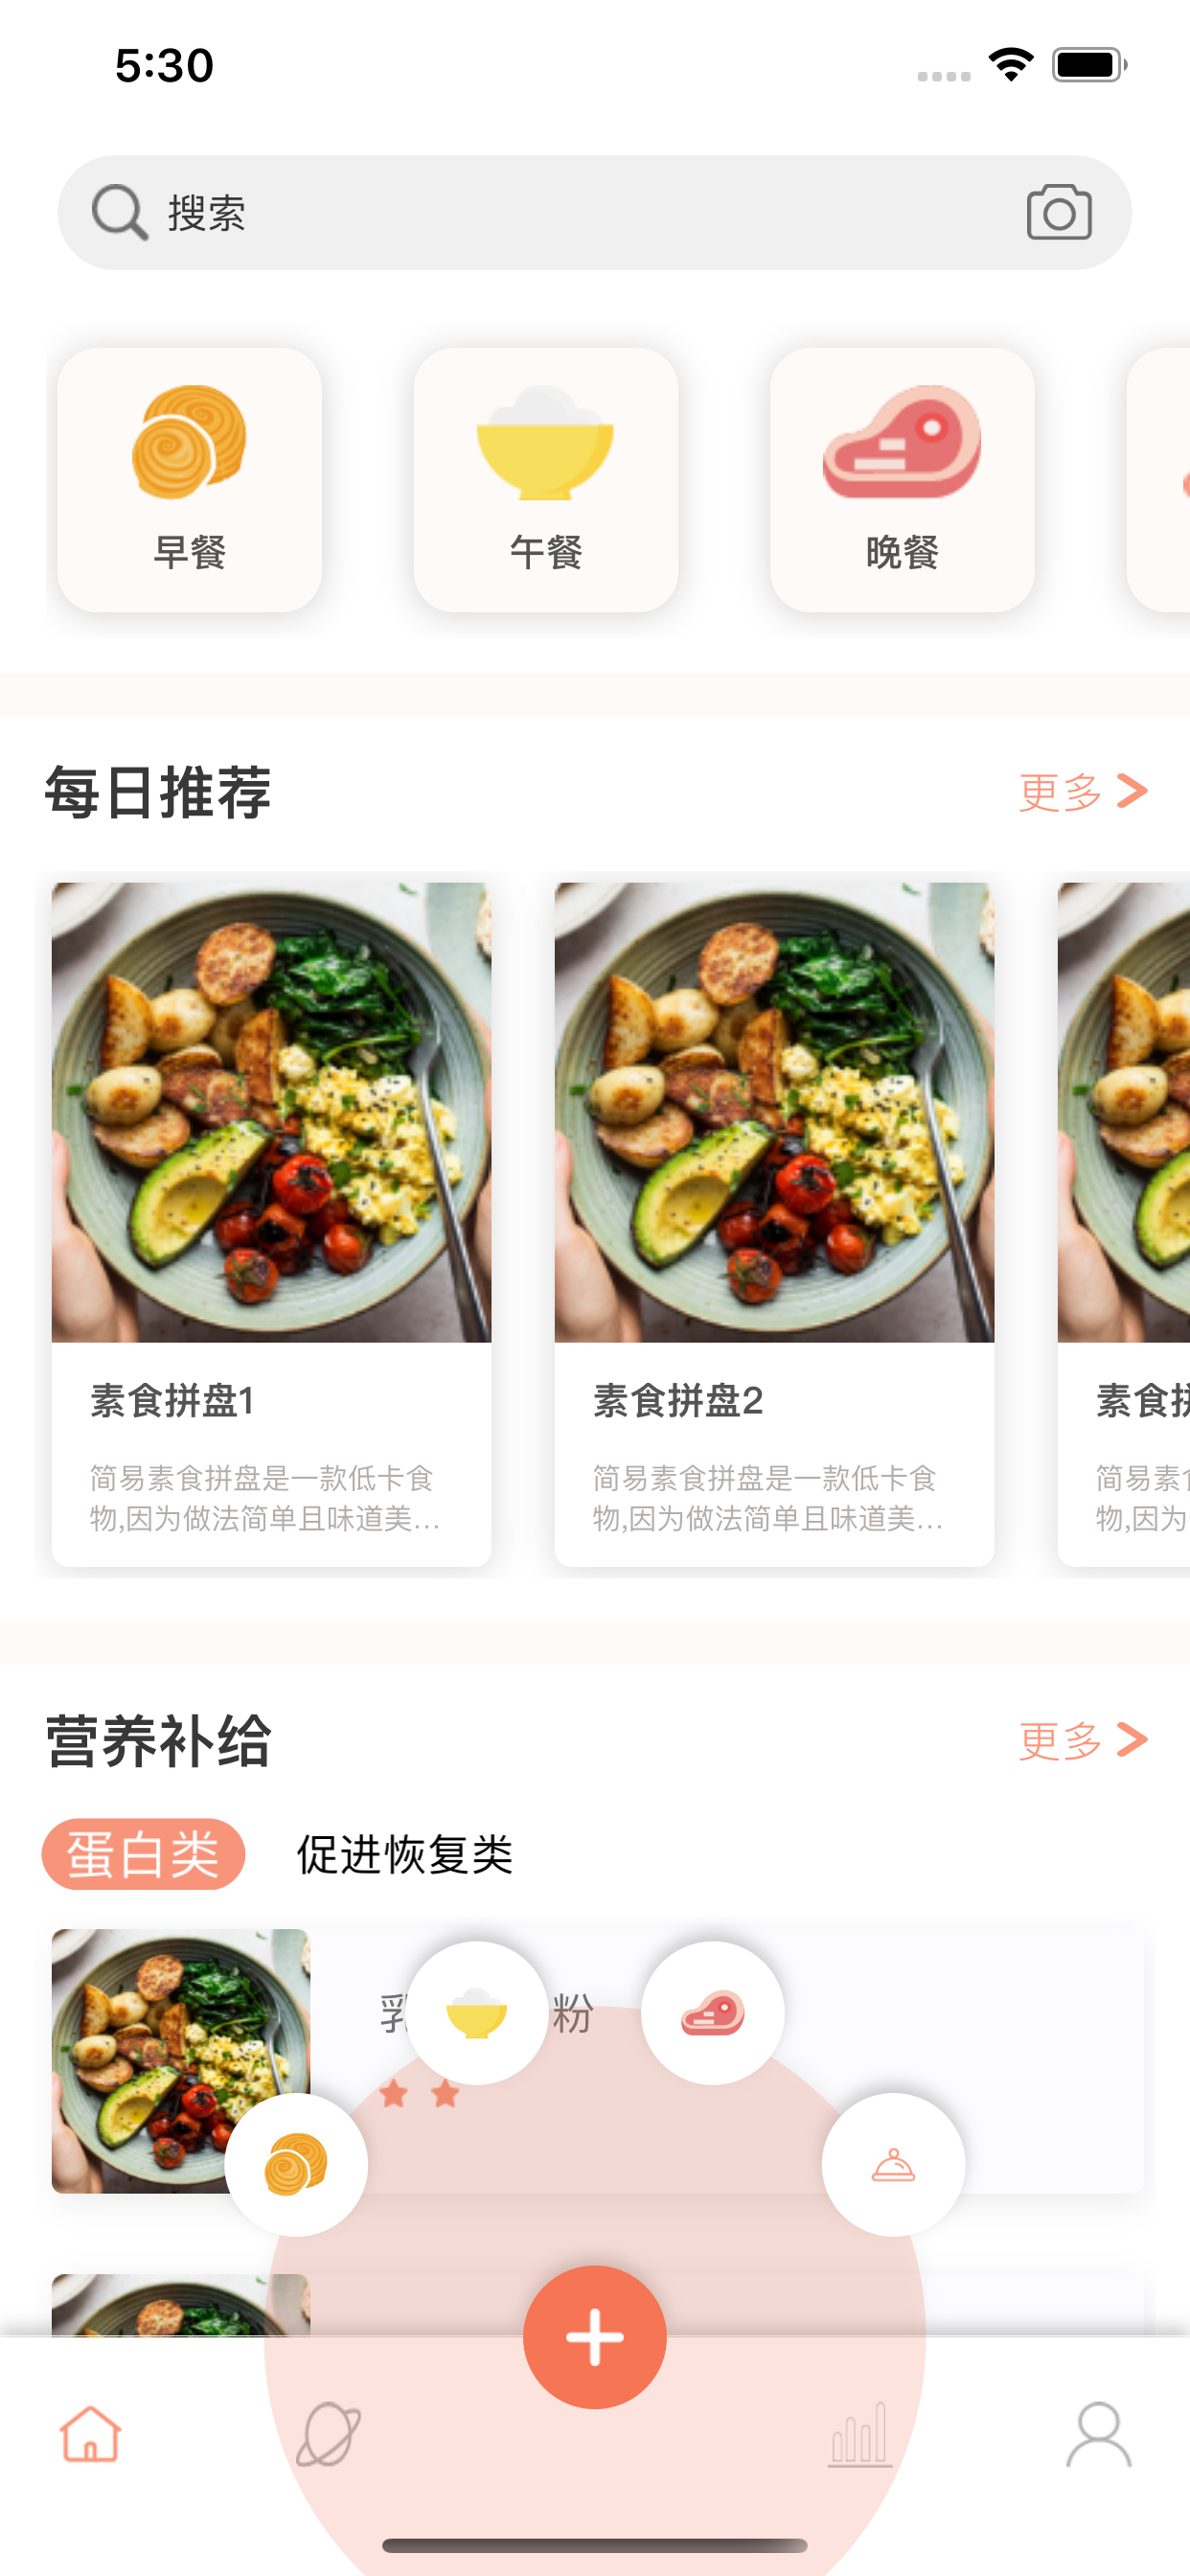 5:30
搜索
早餐
午餐
晚餐
每日推荐
更多
素食拼盘1
简易素食拼盘是一款低卡食
物,因为做法简单且味道美...
素食拼盘2
简易素食拼盘是一款低卡食
物,因为做法简单且味道美...
素食
简易素
物,因为
营养补给
更多
蛋白类
促进恢复类
粉